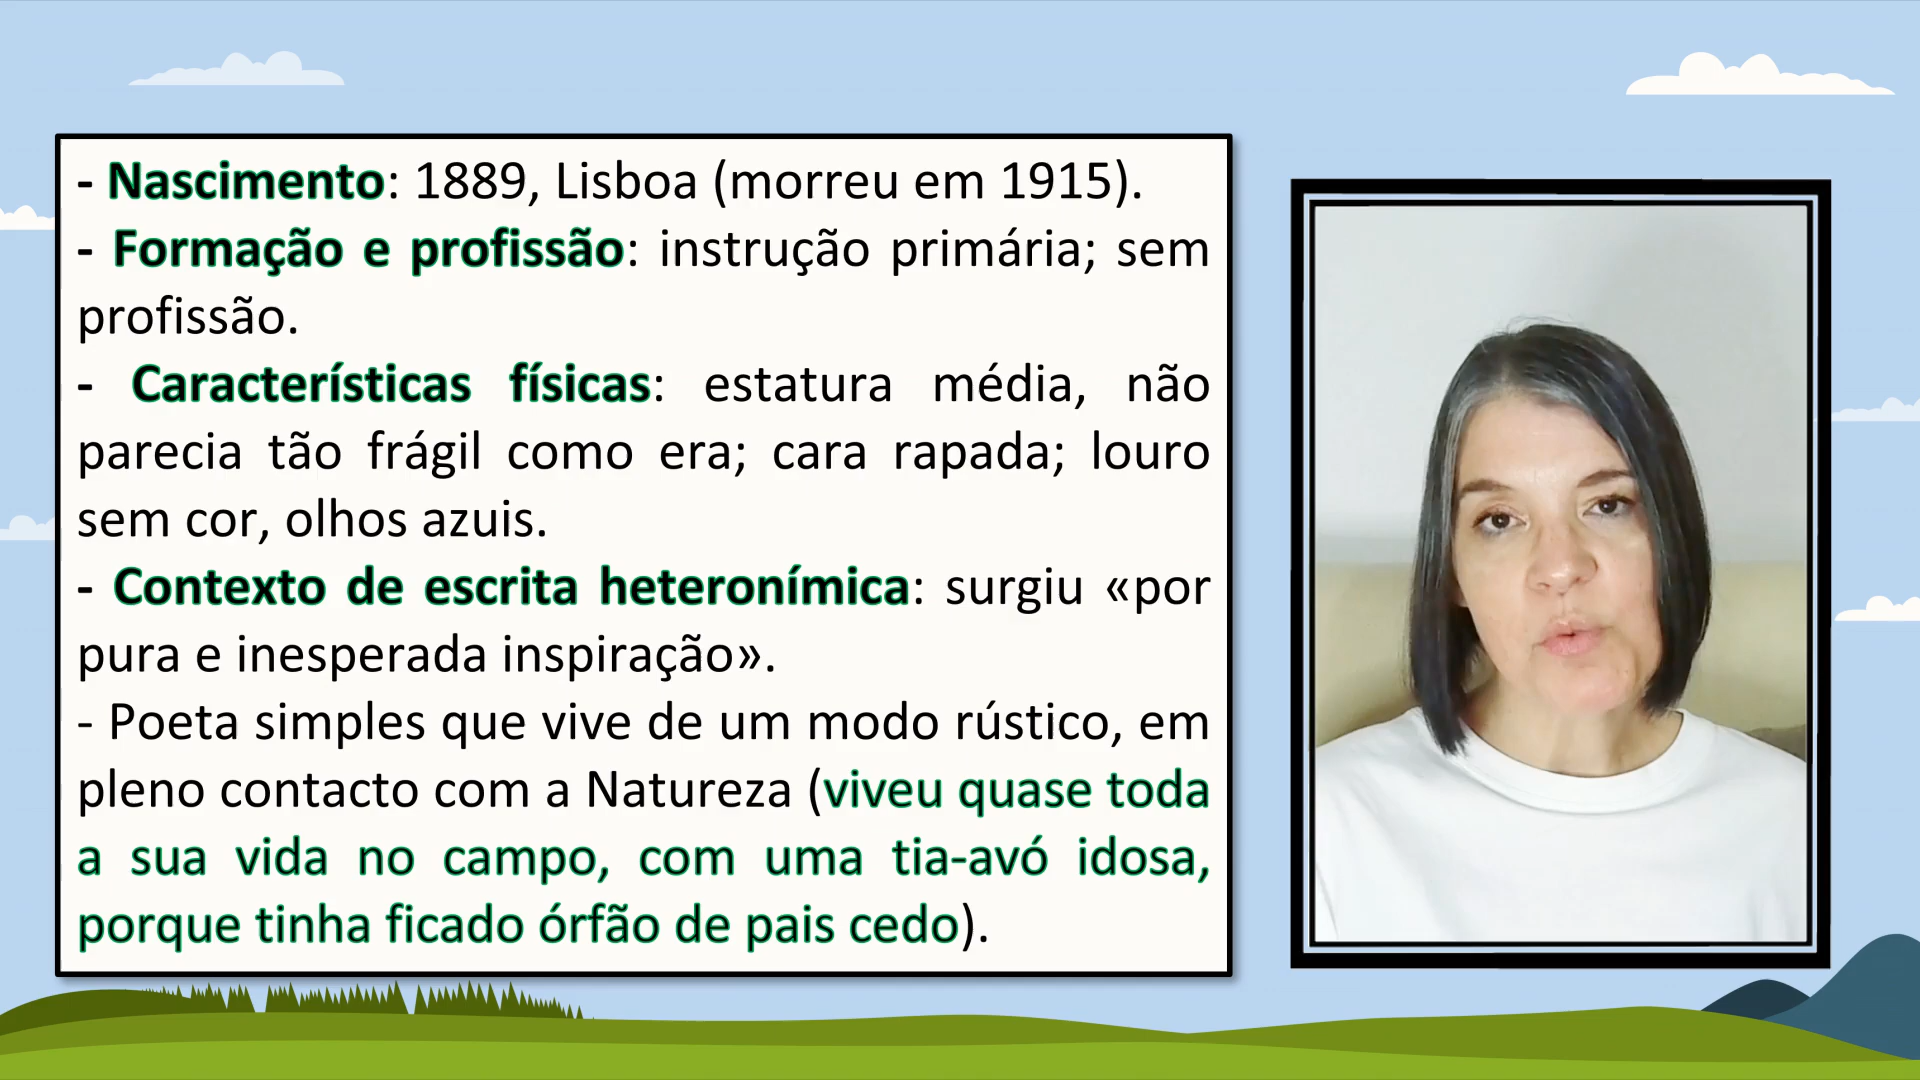 - Nascimento: 1889, Lisboa (morreu em 1915).
- Formação e profissão: instrução primária; sem
profissão.
- Características físicas: estatura média, não
parecia tão frágil como era; cara rapada; louro
sem cor, olhos azuis.
- Contexto de escrita heteronímica: surgiu «por
pura e inesperada inspiração».
- Poeta simples que vive de um modo rústico, em
pleno contacto com a Natureza (viveu quase toda
a sua vida no campo, com uma tia-avó idosa,
porque tinha ficado órfão de pais cedo).